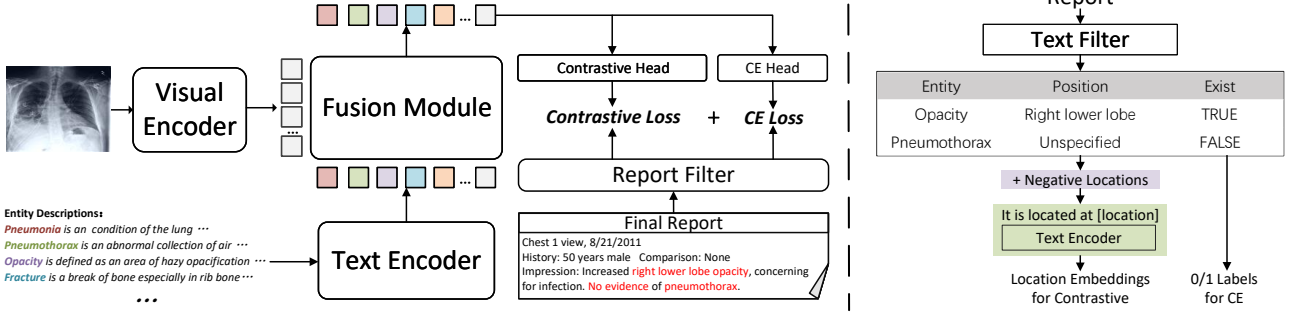 Visual
Encoder
...
Fusion Module
...
...
Contrastive Head
CE Head
Contrastive Loss + CE Loss
Report Filter
Final Report
Chest 1 view, 8/21/2011
History: 50 years male Comparison: None
Impression: Increased right lower lobe opacity, concerning
for infection. No evidence of pneumothorax.
Entity Descriptions:
Pneumonia is an condition of the lung ...
Pneumothorax is an abnormal collection of air ...
Opacity is defined as an area of hazy opacification ...
Fracture is a break of bone especially in rib bone...
...
Text Encoder
Report
Text Filter
Entity Position Exist
Opacity Right lower lobe TRUE
Pneumothorax Unspecified FALSE
+ Negative Locations
It is located at [location]
Text Encoder
Location Embeddings
for Contrastive
0/1 Labels
for CE